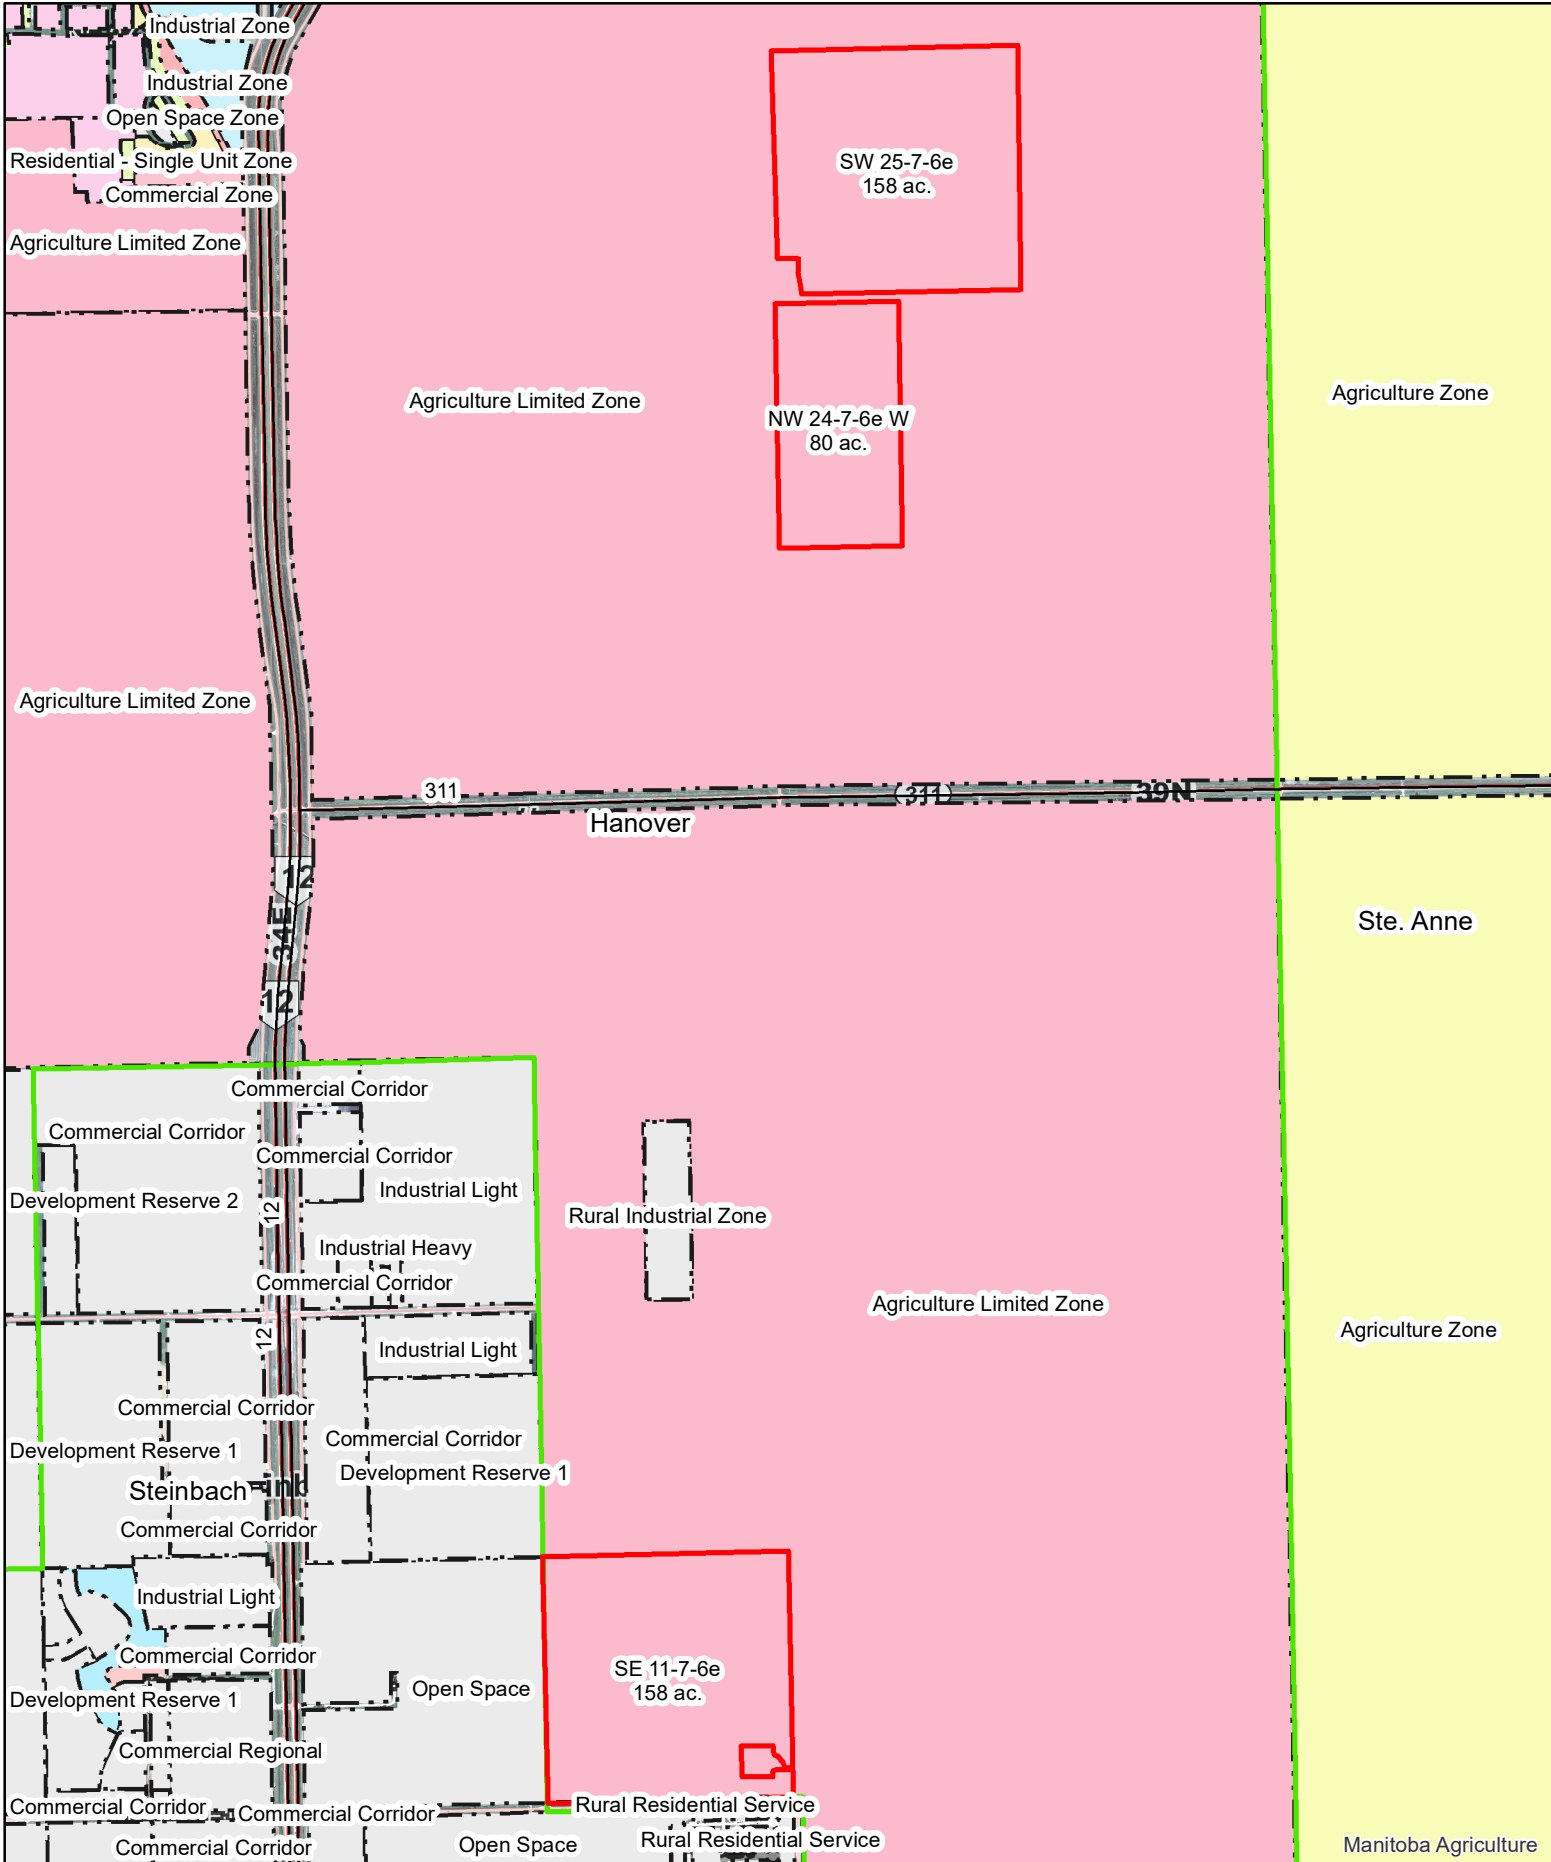 Industrial Zone
Industrial Zone
Open Space Zone
Residential - Single Unit Zone
Commercial Zone
Agriculture Limited Zone
SW 25-7-6e
158 ac.
Agriculture Limited Zone
NW 24-7-6e W
80 ac.
Agriculture Zone
Agriculture Limited Zone
311
(311)
39N
Hanover
12
34E
12
Ste. Anne
Commercial Corridor
Commercial Corridor
Commercial Corridor
Industrial Light
Development Reserve 2
12
Rural Industrial Zone
Industrial Heavy
Commercial Corridor
Agriculture Limited Zone
12
Industrial Light
Agriculture Zone
Commercial Corridor
Commercial Corridor
Development Reserve 1
Development Reserve 1
Steinbach
Commercial Corridor
Industrial Light
Commercial Corridor
SE 11-7-6e
158 ac.
Open Space
Development Reserve 1
Commercial Regional
Commercial Corridor
Commercial Corridor
Rural Residential Service
Commercial Corridor
Open Space
Rural Residential Service
Manitoba Agriculture